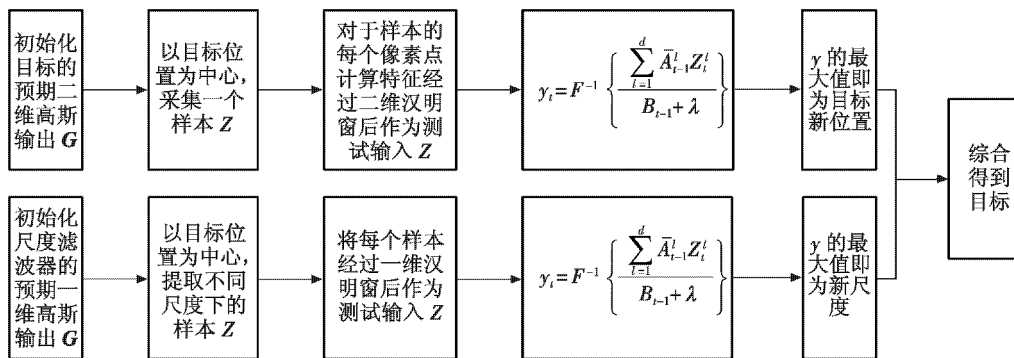 初始化
目标的
预期二
维高斯
输出 G
以目标位
置为中心,
采集一个
样本 Z
对于样本的
每个像素点
计算特征经
过二维汉明
窗后作为测
试输入 Z
y_t = F^{-1} { \frac{\sum_{l=1}^{d} \bar{A}_{t-1}^{l} Z_t^{l}}{B_{t-1} + λ} }
y 的最
大值即
为目标
新位置
初始化
尺度滤
波器的
预期一
维高斯
输出 G
以目标位
置为中心,
提取不同
尺度下的
样本 Z
将每个样本
经过一维汉
明窗后作为
测试输入 Z
y_t = F^{-1} { \frac{\sum_{l=1}^{d} \bar{A}_{t-1}^{l} Z_t^{l}}{B_{t-1} + λ} }
y 的最
大值即
为新尺
度
综合
得到
目标